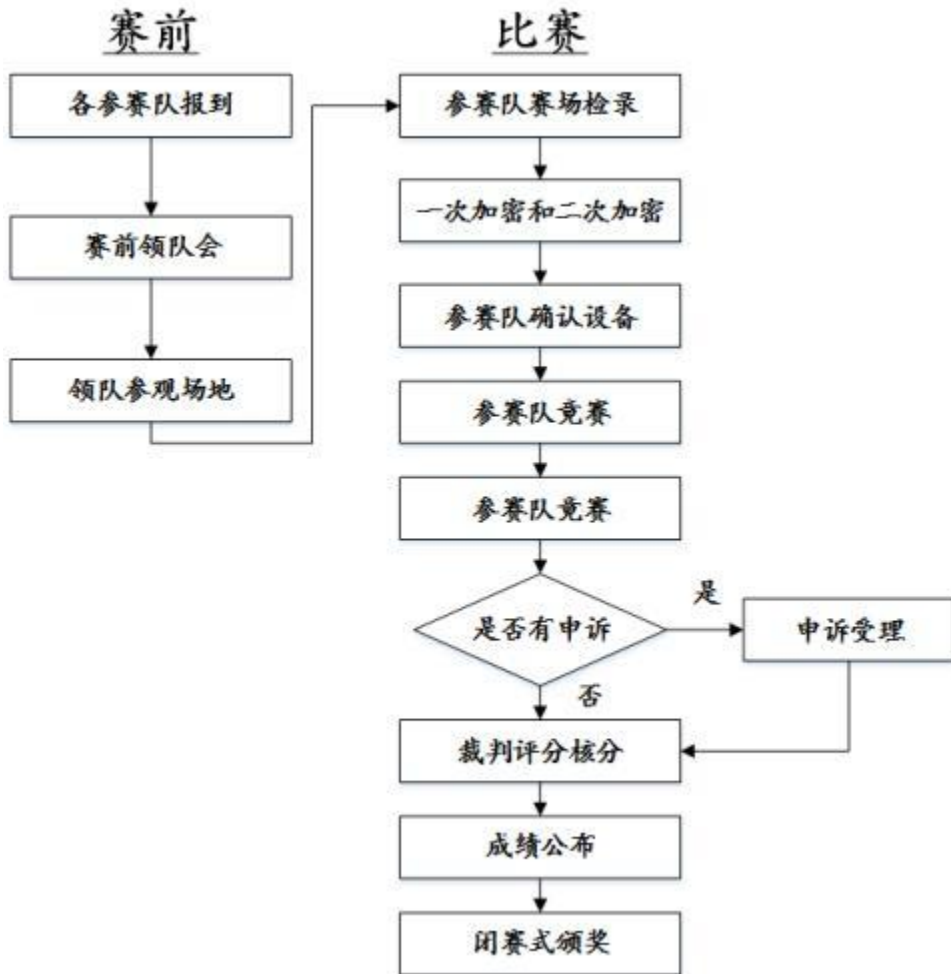 赛前
各参赛队报到
赛前领队会
领队参观场地
比赛
参赛队赛场检录
一次加密和二次加密
参赛队确认设备
参赛队竞赛
参赛队竞赛
是否有申诉
是
申诉受理
否
裁判评分核分
成绩公布
闭赛式颁奖